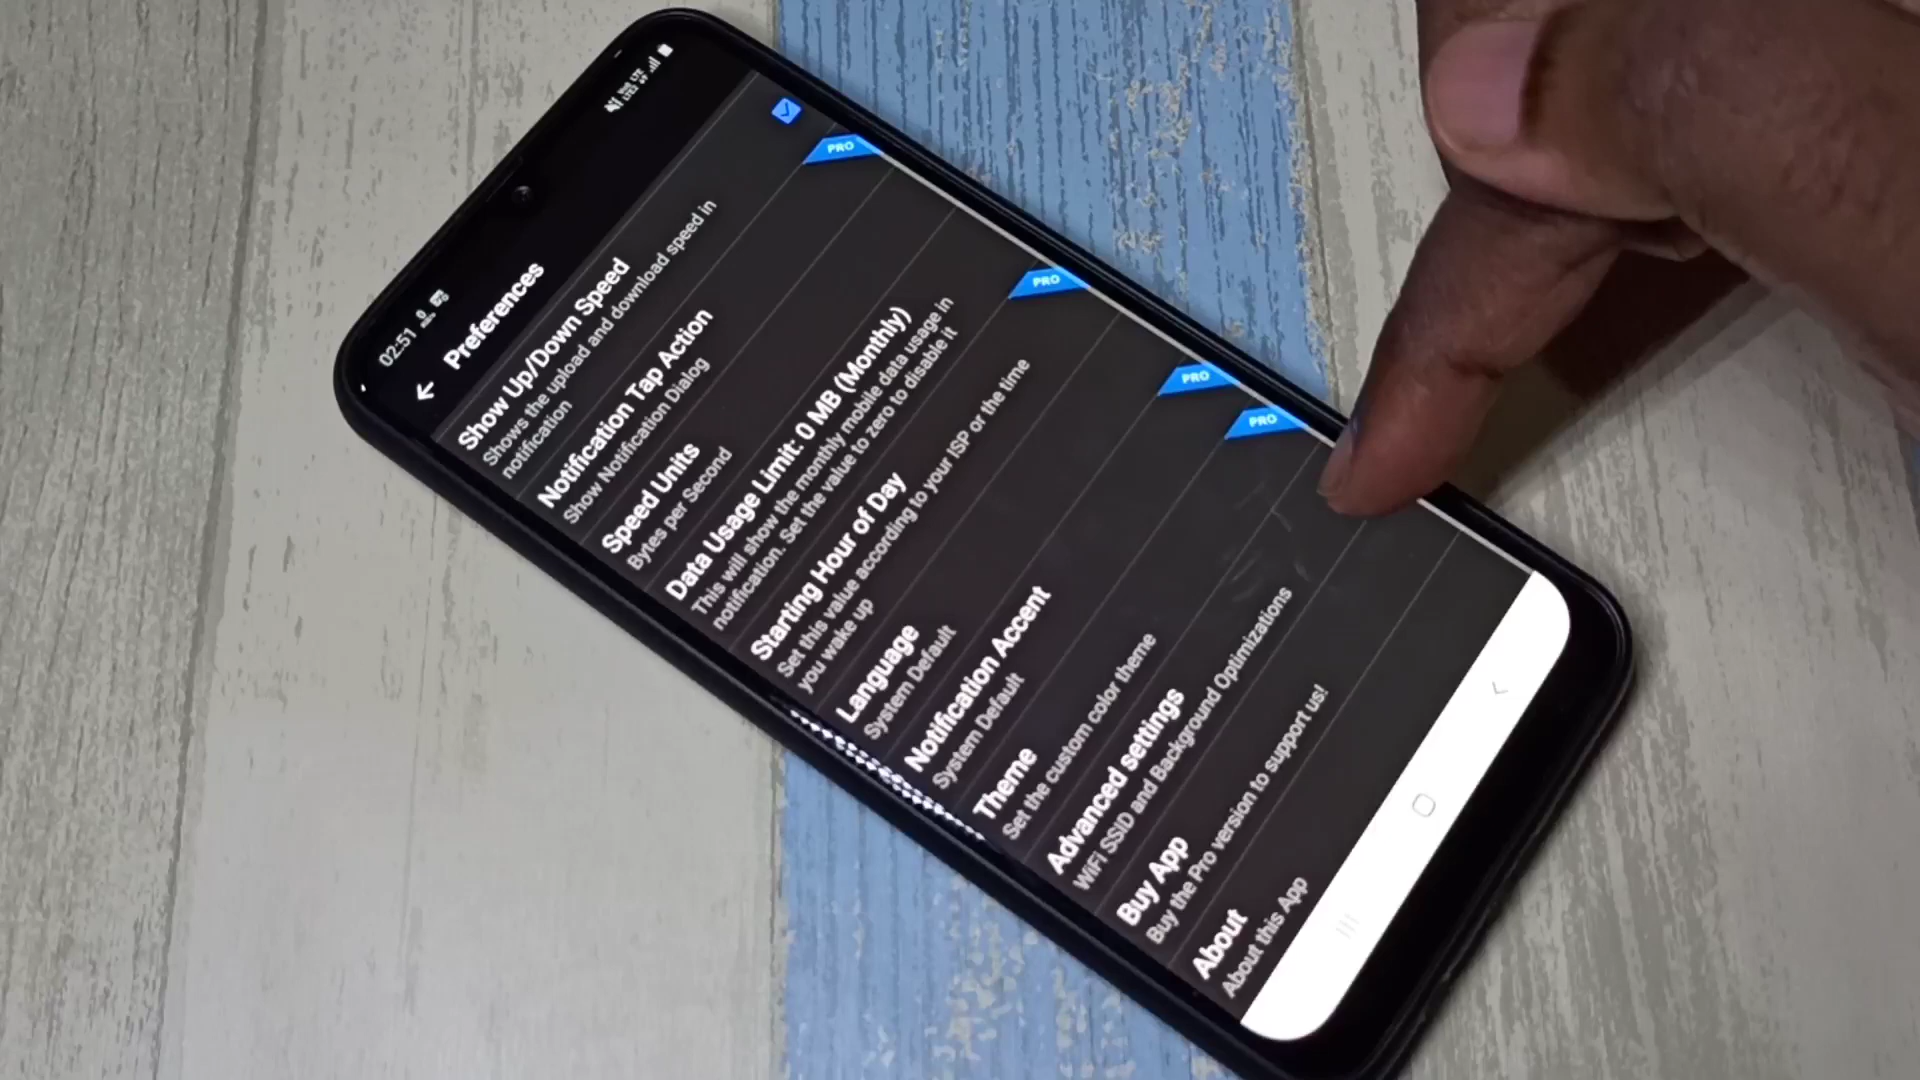 02:51
Preferences
Show Up/Down Speed
Shows the upload and download speed in
notification
PRO
Notification Tap Action
Show Notification Dialog
Speed Units
Bytes per Second
Data Usage Limit: 0 MB (Monthly)
This will show the monthly mobile data usage in
notification. Set the value to zero to disable it
PRO
Starting Hour of Day
Set this value according to your ISP or the time
you wake up
Language
System Default
PRO
Notification Accent
System Default
PRO
Theme
Set the custom color theme
Advanced settings
WiFi SSID and Background Optimizations
Buy App
Buy the Pro version to support us!
About
About this App